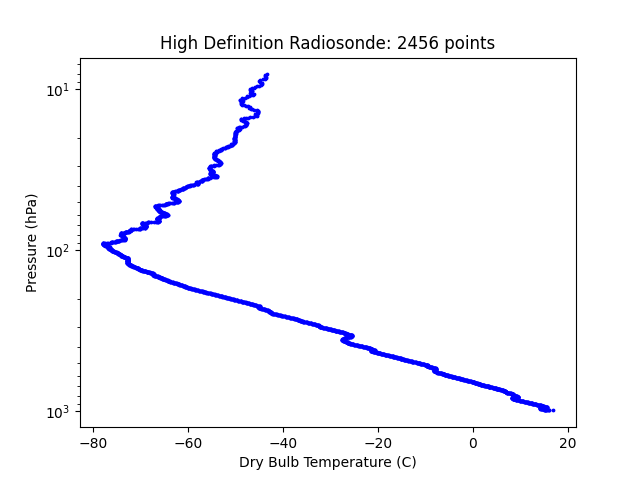 High Definition Radiosonde: 2456 points
10¹
10²
10³
Pressure (hPa)
−80 −60 −40 −20 0 20
Dry Bulb Temperature (C)